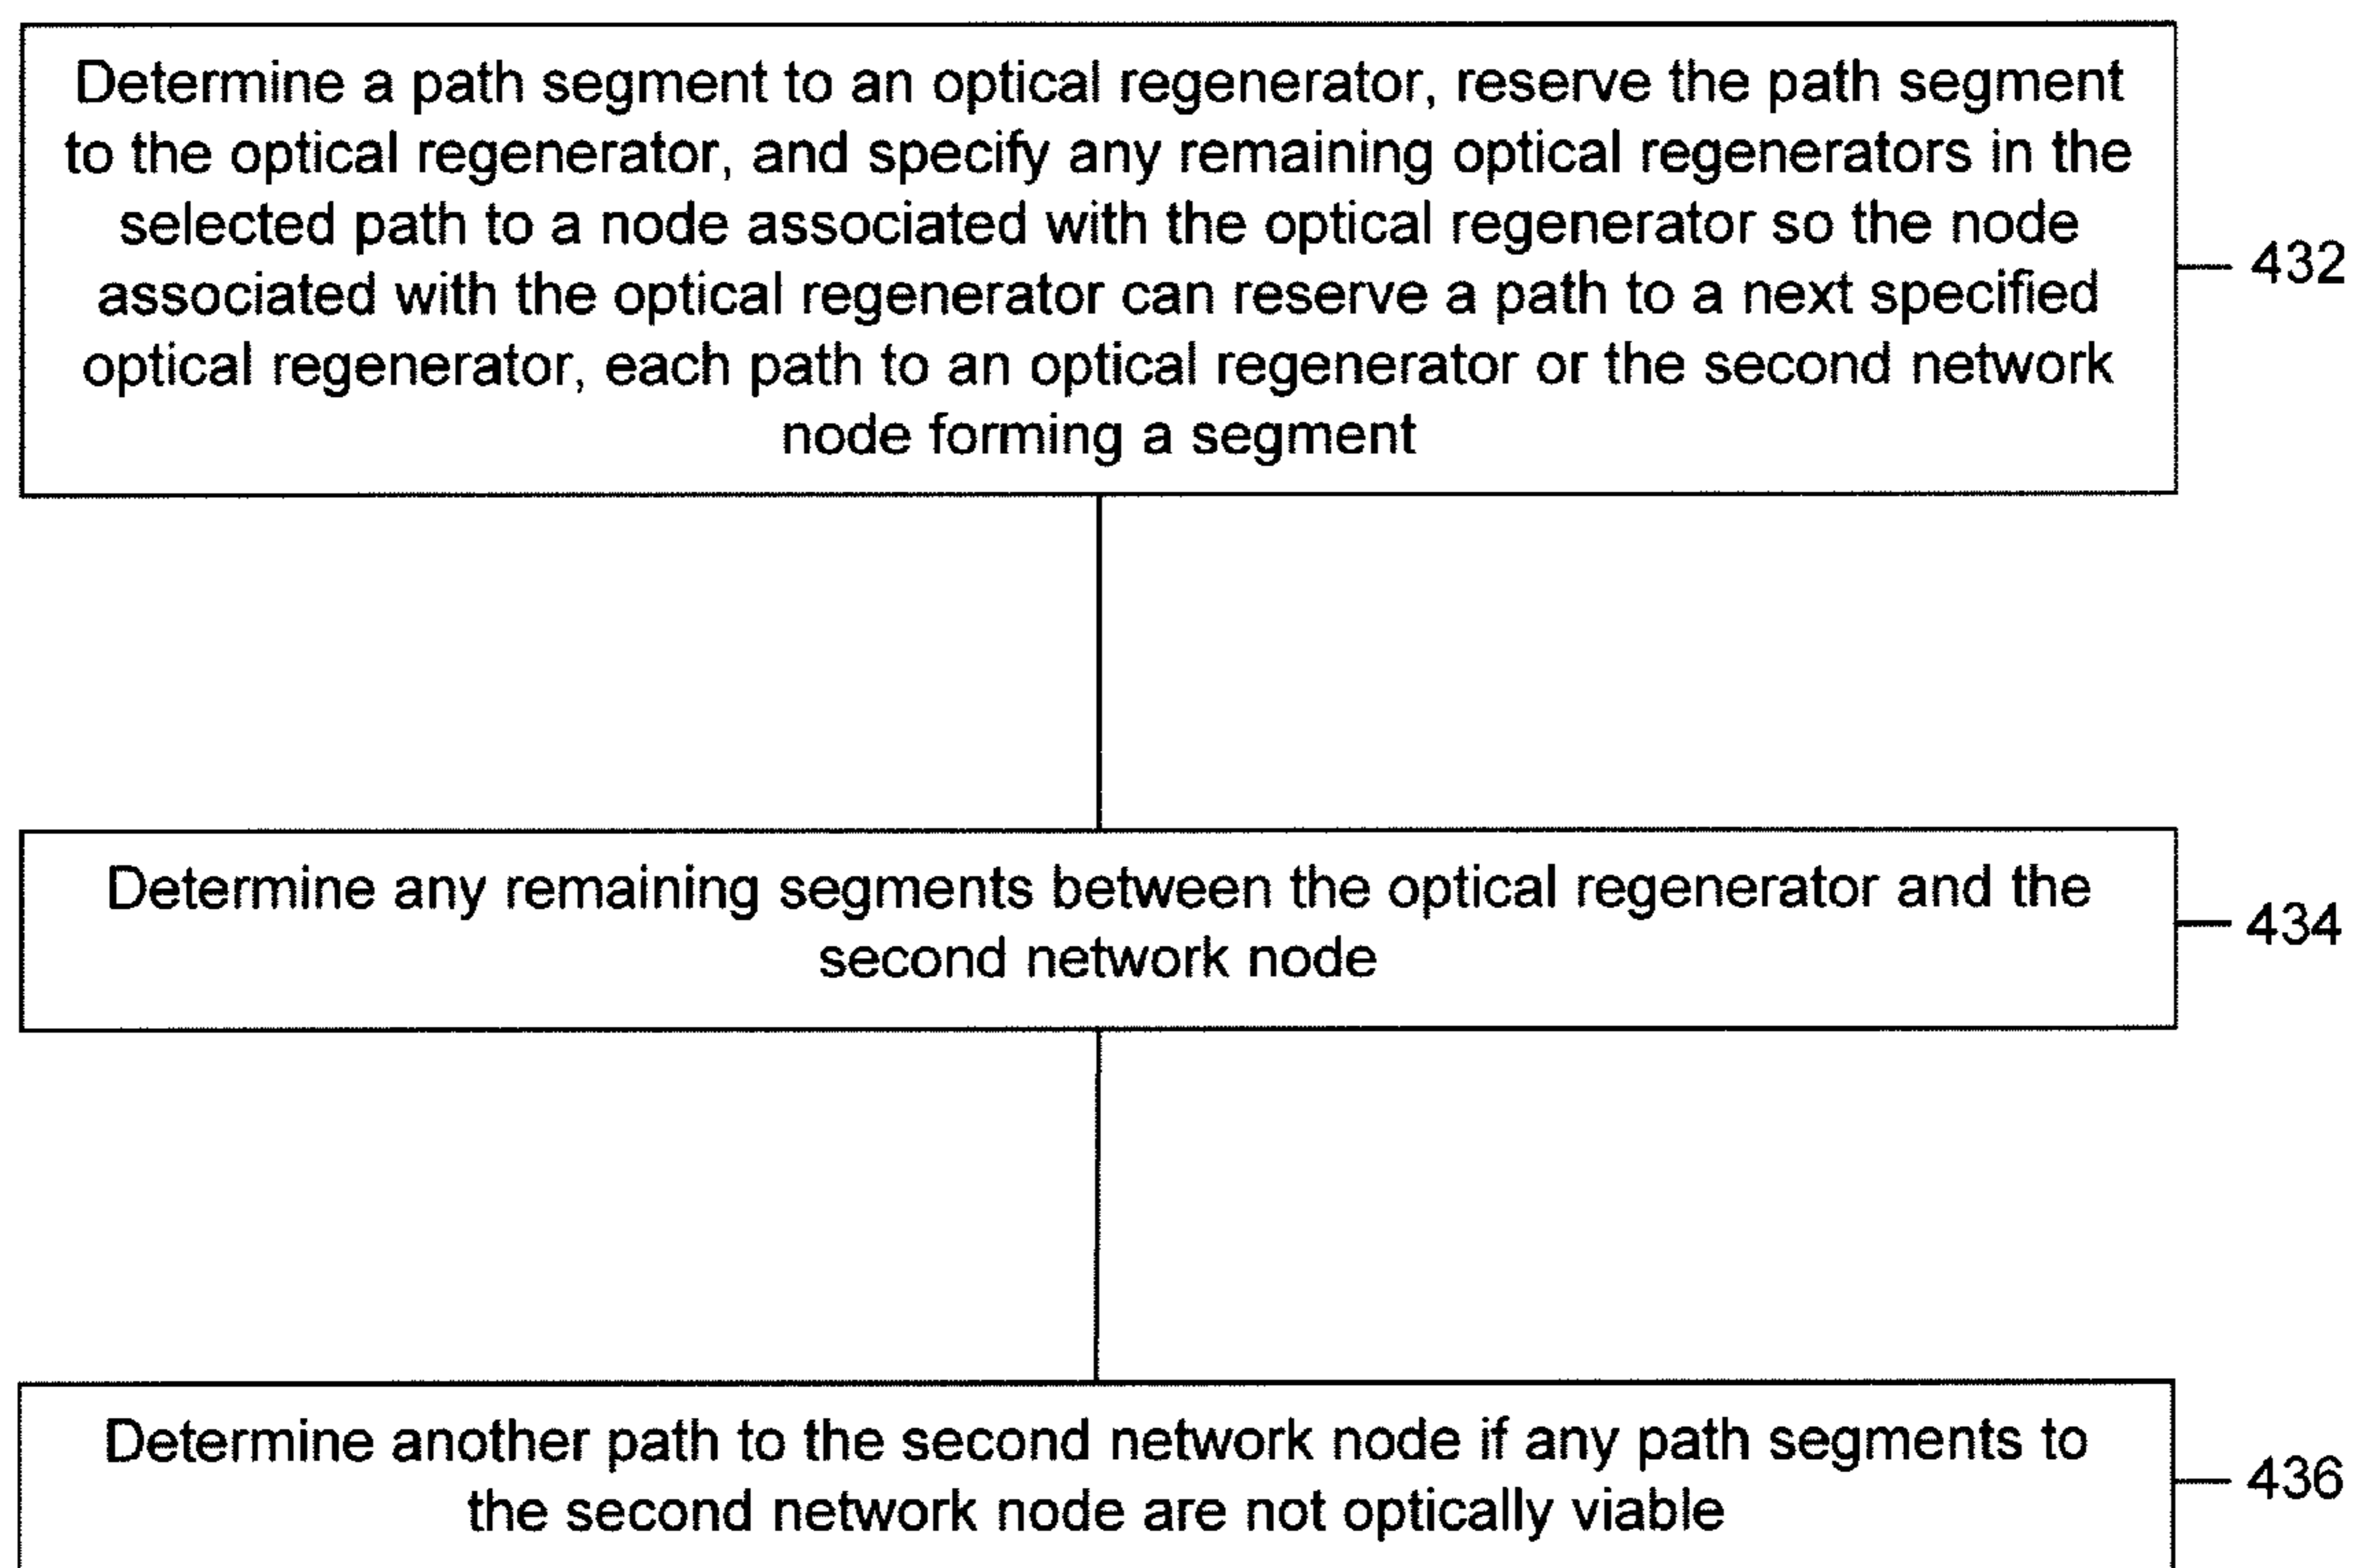 Determine a path segment to an optical regenerator, reserve the path segment
to the optical regenerator, and specify any remaining optical regenerators in the
selected path to a node associated with the optical regenerator so the node
associated with the optical regenerator can reserve a path to a next specified
optical regenerator, each path to an optical regenerator or the second network
node forming a segment
432
Determine any remaining segments between the optical regenerator and the
second network node
434
Determine another path to the second network node if any path segments to
the second network node are not optically viable
436